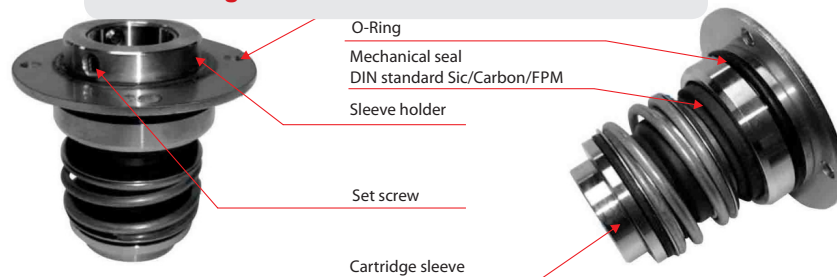 O-Ring
Mechanical seal
DIN standard Sic/Carbon/FPM
Sleeve holder
Set screw
Cartridge sleeve